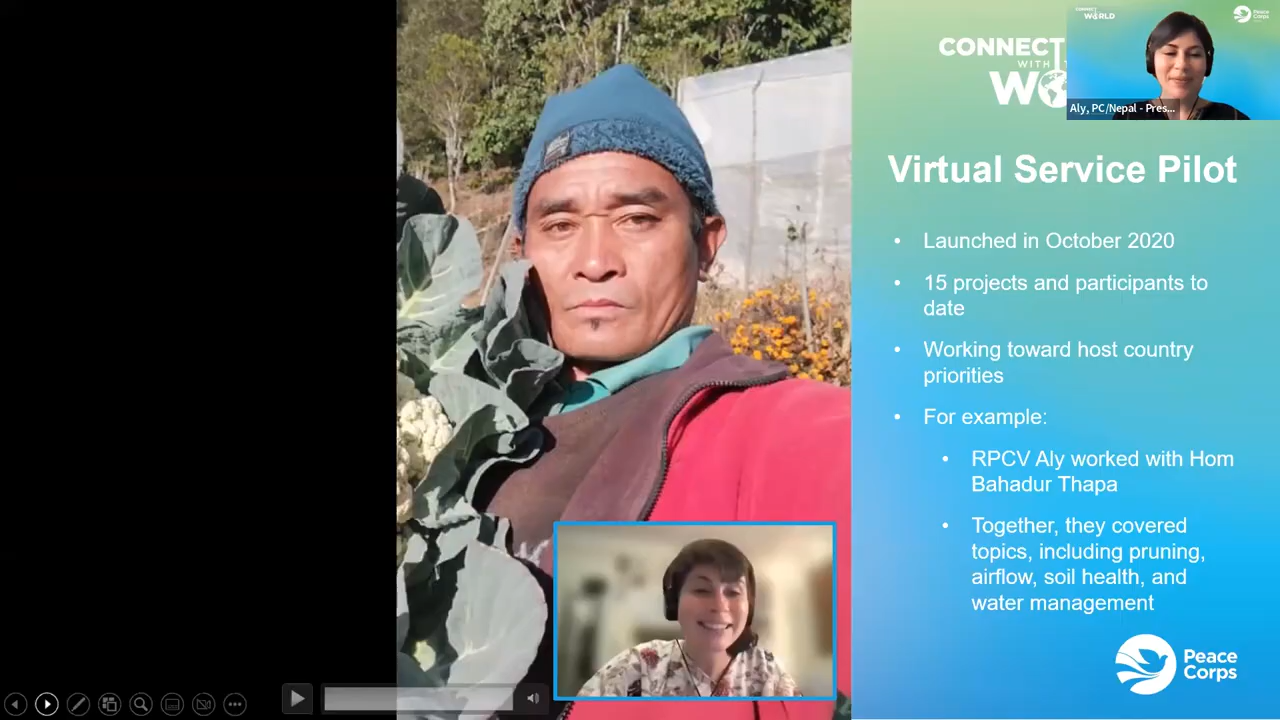 CONNECT
WITH T
WO
CONNECT
WORLD
Peace
Corps
Aly, PC/Nepal - Pres...
Virtual Service Pilot
• Launched in October 2020
• 15 projects and participants to
date
• Working toward host country
priorities
• For example:
• RPCV Aly worked with Hom
Bahadur Thapa
• Together, they covered
topics, including pruning,
airflow, soil health, and
water management
Peace
Corps